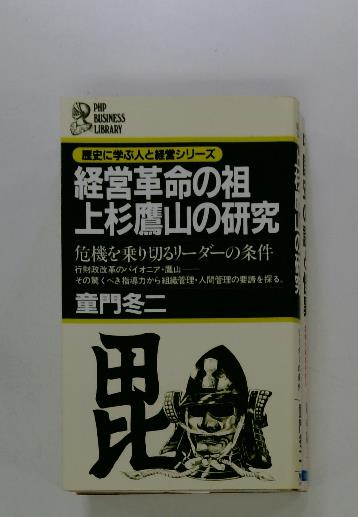 PHP
BUSINESS
LIBRARY
歴史に学ぶ人と経営シリーズ
経営革命の祖
上杉鷹山の研究
危機を乗り切るリーダーの条件
行財政改革のパイオニア・鷹山——
その驚くべき指導力から組織管理・人間管理の要諦を探る。
童門冬二
毘